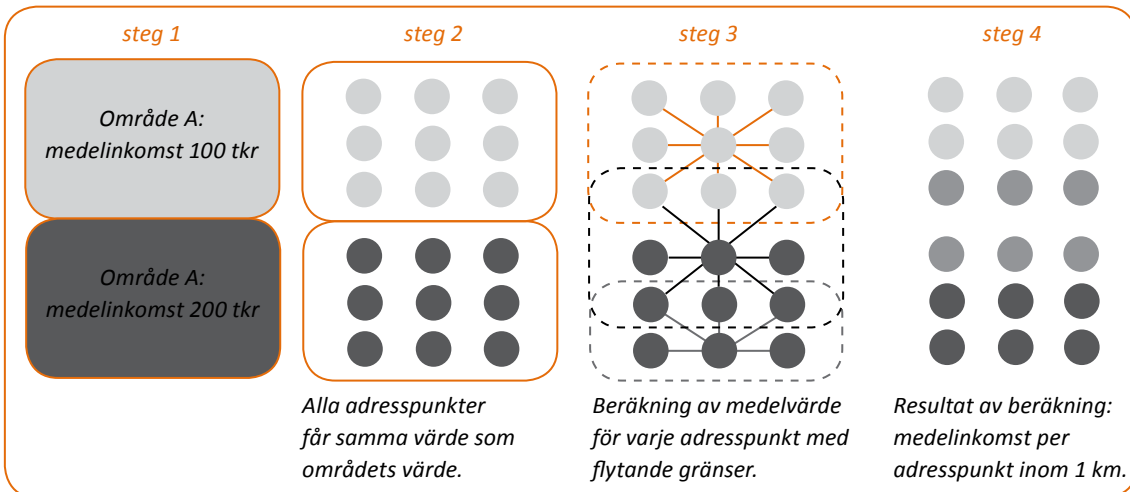 steg 1
steg 2
steg 3
steg 4
Område A:
medelinkomst 100 tkr
Område A:
medelinkomst 200 tkr
Alla adresspunkter
får samma värde som
områdets värde.
Beräkning av medelvärde
för varje adresspunkt med
flytande gränser.
Resultat av beräkning:
medelinkomst per
adresspunkt inom 1 km.